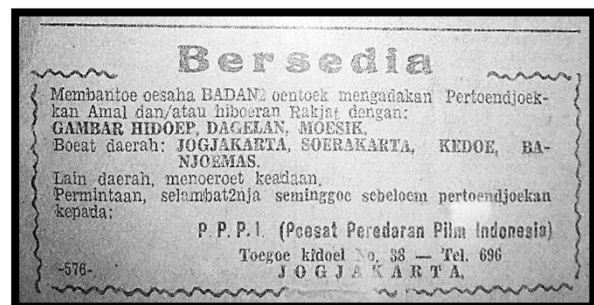 Bersedia
Membantoe oesaha BADAN2 oentoek mengadakan Pertoendjoek-
kan Amal dan/atau hiboeran Rakjat dengan:
GAMBAR HIDOEP, DAGELAN, MOESIK.
Boeat daerah: JOGJAKARTA, SOERAKARTA, KEDOE, BA-
NJOEMAS.
Lain daerah, menoeroet keadaan.
Permintaan, selambat2nja seminggoe sebeloem pertoendjoekan
kepada:
P. P. P. I. (Poesat Peredaran Pilm Indonesia)
Toegoe kidoel No. 38 — Tel. 696
-576- JOGJAKARTA.